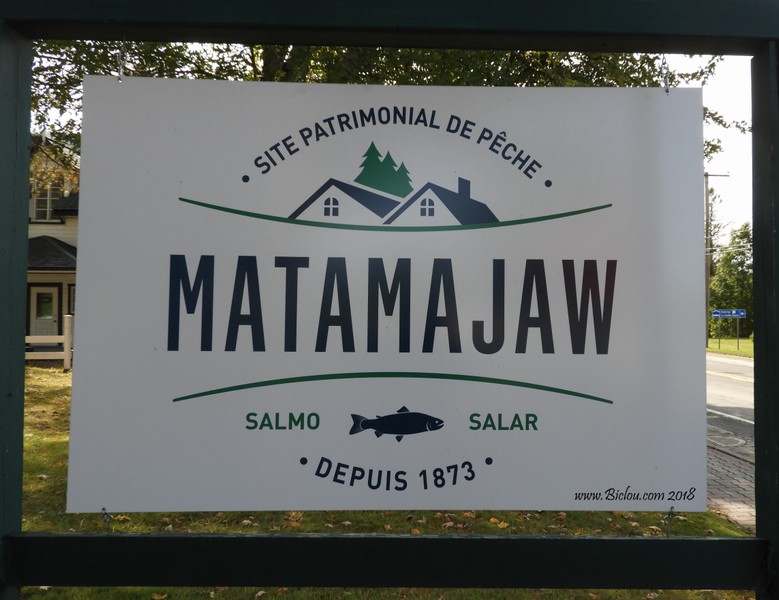 • SITE PATRIMONIAL DE PÊCHE •
MATAMAJAW
SALMO SALAR
• DEPUIS 1873 •
www.Biclou.com 2018